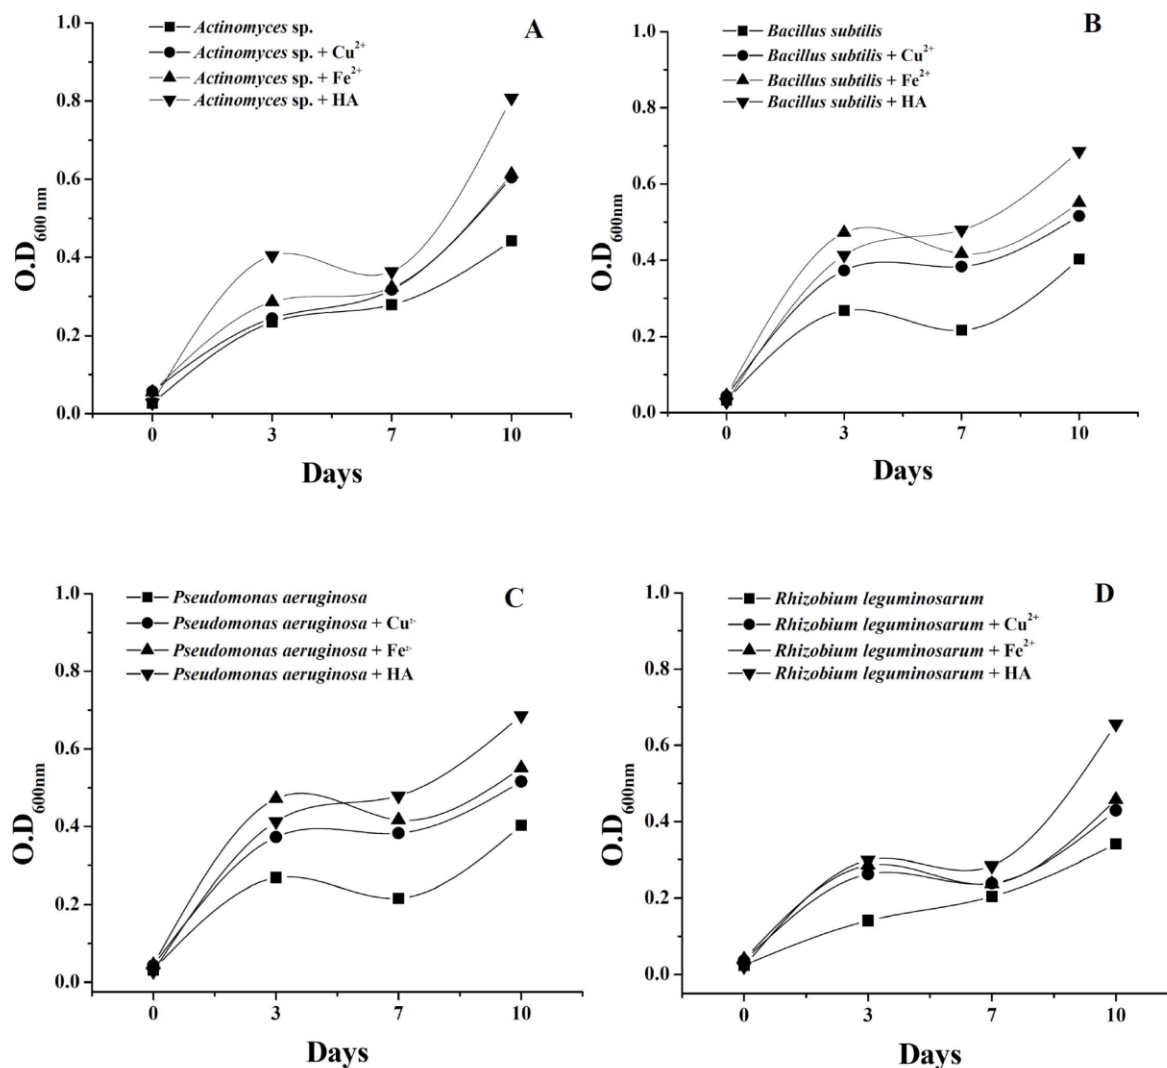 A
Actinomyces sp.
Actinomyces sp. + Cu²⁺
Actinomyces sp. + Fe²⁺
Actinomyces sp. + HA
1.0
0.8
0.6
0.4
0.2
0.0
O.D₆₀₀ ₙₘ
0 3 7 10
Days
B
Bacillus subtilis
Bacillus subtilis + Cu²⁺
Bacillus subtilis + Fe²⁺
Bacillus subtilis + HA
1.0
0.8
0.6
0.4
0.2
0.0
O.D₆₀₀ₙₘ
0 3 7 10
Days
C
Pseudomonas aeruginosa
Pseudomonas aeruginosa + Cu²⁺
Pseudomonas aeruginosa + Fe²⁺
Pseudomonas aeruginosa + HA
1.0
0.8
0.6
0.4
0.2
0.0
O.D₆₀₀ₙₘ
0 3 7 10
Days
D
Rhizobium leguminosarum
Rhizobium leguminosarum + Cu²⁺
Rhizobium leguminosarum + Fe²⁺
Rhizobium leguminosarum + HA
1.0
0.8
0.6
0.4
0.2
0.0
O.D₆₀₀ₙₘ
0 3 7 10
Days